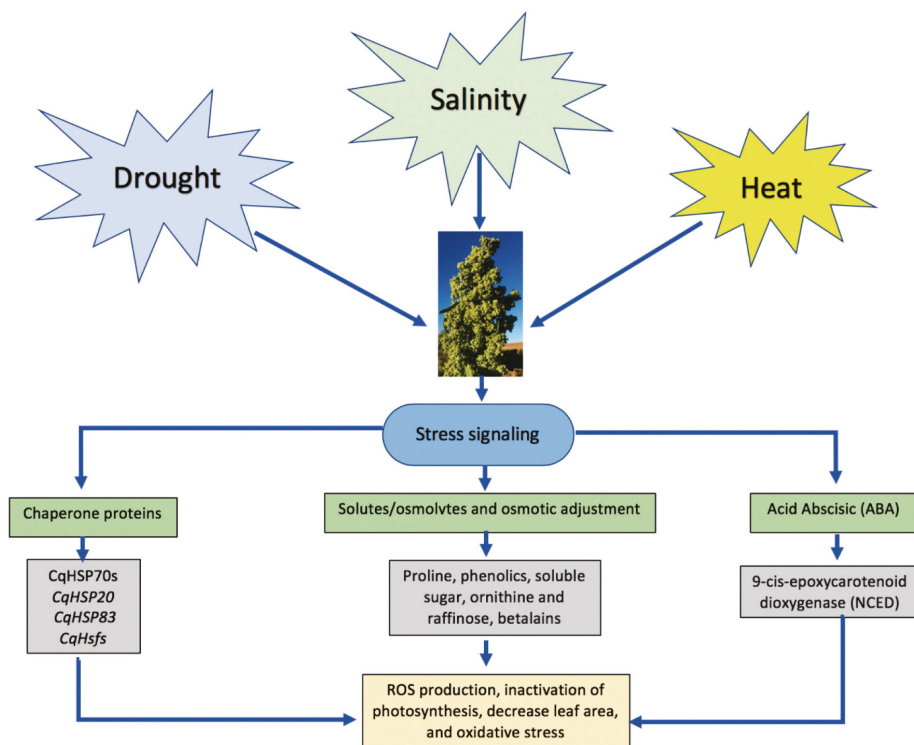 Salinity
Drought
Heat
Stress signaling
Chaperone proteins
Solutes/osmolvtes and osmotic adjustment
Acid Abscisic (ABA)
CqHSP70s
CqHSP20
CqHSP83
CqHsfs
Proline, phenolics, soluble
sugar, ornithine and
raffinose, betalains
9-cis-epoxycarotenoid
dioxygenase (NCED)
ROS production, inactivation of
photosynthesis, decrease leaf area,
and oxidative stress